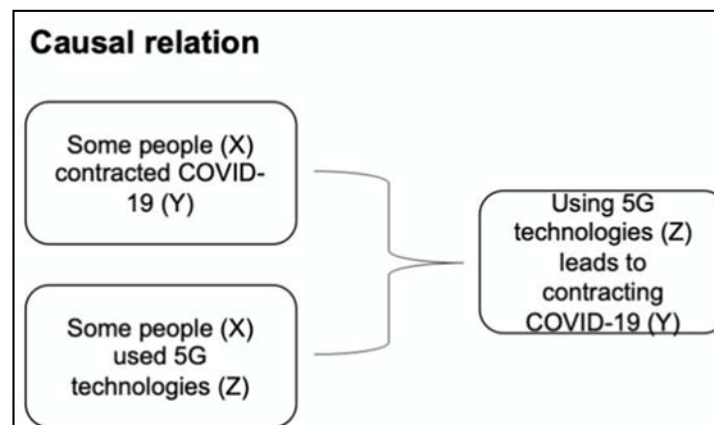 Causal relation
Some people (X)
contracted COVID-
19 (Y)
Some people (X)
used 5G
technologies (Z)
Using 5G
technologies (Z)
leads to
contracting
COVID-19 (Y)